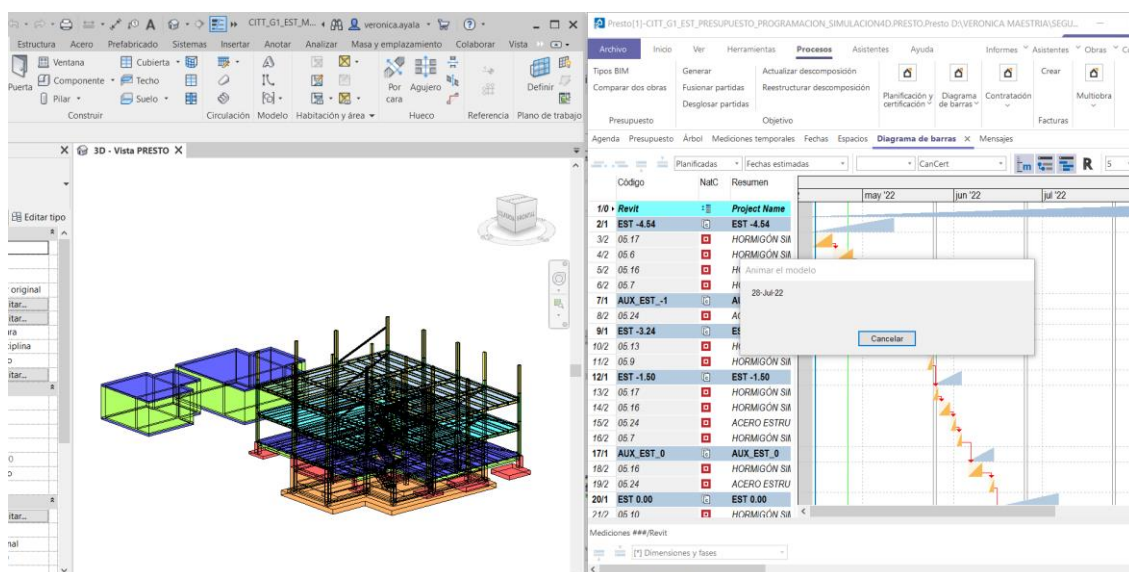 CITT_G1_EST_M... veronica.ayala
Estructura Acero Prefabricado Sistemas Insertar Anotar Analizar Masa y emplazamiento Colaborar Vista
Puerta
Ventana
Componente
Pilar
Cubierta
Techo
Suelo
Por cara
Agujero
Definir
Construir Circulación Modelo Habitación y área Hueco Referencia Plano de trabajo
3D - Vista PRESTO X
Editar tipo
original
itar...
itar...
ura
ciplina
itar...
itar...
Presto[1]-CITT_G1_EST_PRESUPUESTO_PROGRAMACION_SIMULACION4D.PRESTO.Presto D:\VERONICA MAESTRIA\SEGU...
Archivo Inicio Ver Herramientas Procesos Asistentes Ayuda Informes Asistentes Obras
Tipos BIM Generar Actualizar descomposición
Comparar dos obras Fusionar partidas Reestructurar descomposición
Desglosar partidas
Planificación y certificación
Diagrama de barras
Contratación
Crear
Multiobra
Presupuesto Objetivo Facturas
Agenda Presupuesto Árbol Mediciones temporales Fechas Espacios Diagrama de barras X Mensajes
Planificadas Fechas estimadas CanCert R S
Código NatC Resumen
may '22 jun '22 jul '22
1/0 Revit Project Name
2/1 EST -4.54 EST -4.54
3/2 05.17 HORMIGÓN SIM
4/2 05.6 HORMIGÓN SIM
5/2 05.16
6/2 05.7
7/1 AUX_EST_-1
8/2 05.24
9/1 EST -3.24
10/2 05.13
11/2 05.9 HORMIGÓN SIM
12/1 EST -1.50 EST -1.50
13/2 05.17 HORMIGÓN SIM
14/2 05.16 HORMIGÓN SIM
15/2 05.24 ACERO ESTRU
16/2 05.7 HORMIGÓN SIM
17/1 AUX_EST_0 AUX_EST_0
18/2 05.16 HORMIGÓN SIM
19/2 05.24 ACERO ESTRU
20/1 EST 0.00 EST 0.00
21/2 05.10 HORMIGÓN SIM
Animar el modelo
28-Jul-22
Cancelar
Mediciones ###/Revit
[*] Dimensiones y fases